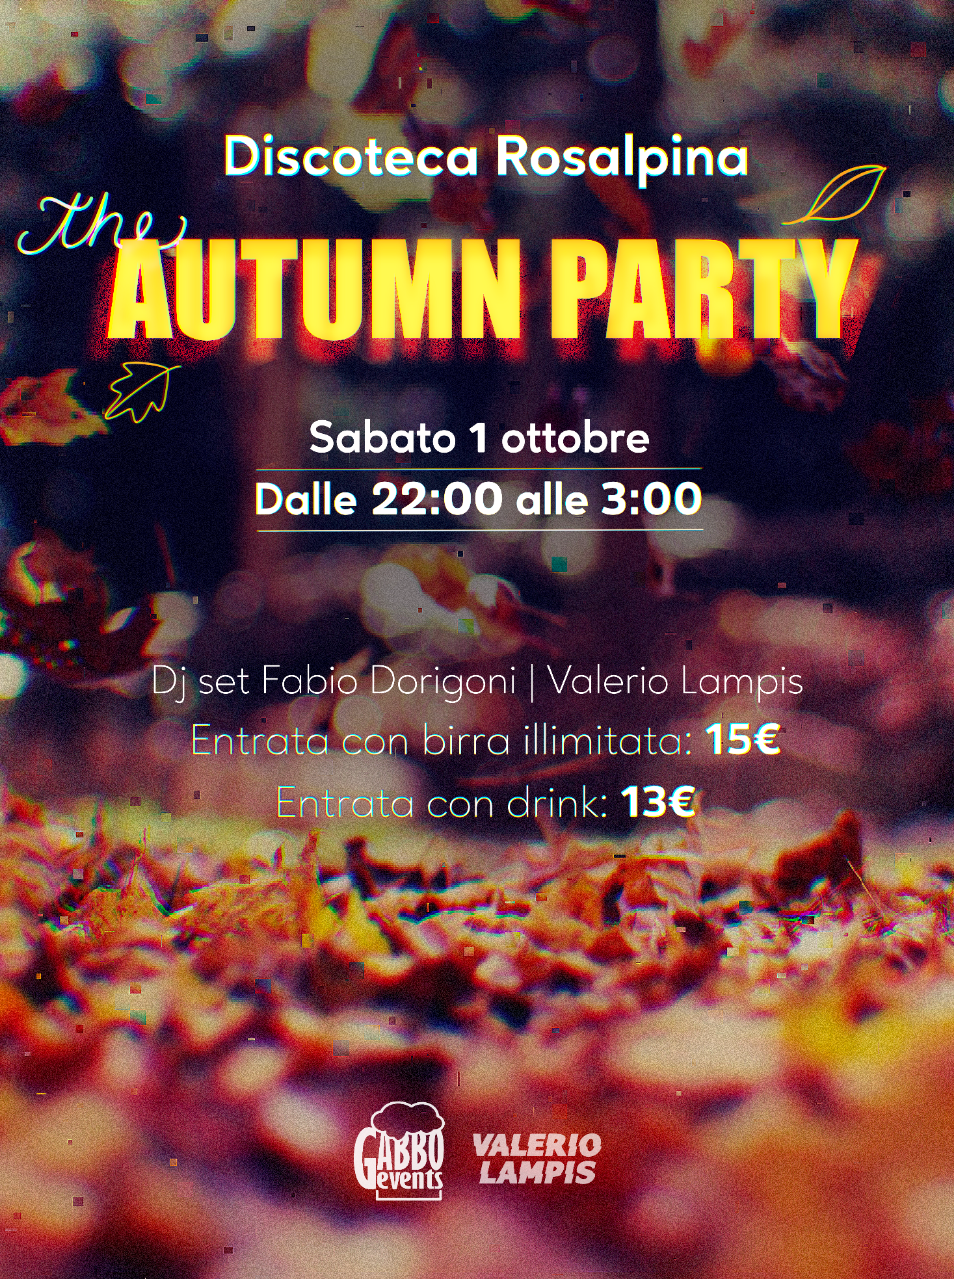 Discoteca Rosalpina
the
AUTUMN PARTY
Sabato 1 ottobre
Dalle 22:00 alle 3:00
Dj set Fabio Dorigoni | Valerio Lampis
Entrata con birra illimitata: 15€
Entrata con drink: 13€
GABBO
events
VALERIO
LAMPIS